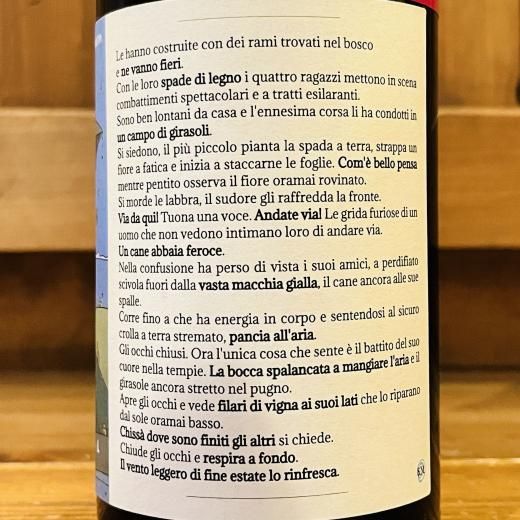 Le hanno costruite con dei rami trovati nel bosco
e ne vanno fieri.
Con le loro spade di legno i quattro ragazzi mettono in scena
combattimenti spettacolari e a tratti esilaranti.
Sono ben lontani da casa e l'ennesima corsa li ha condotti in
un campo di girasoli.
Si siedono, il più piccolo pianta la spada a terra, strappa un
fiore a fatica e inizia a staccarne le foglie. Com'è bello pensa
mentre pentito osserva il fiore oramai rovinato.
Si morde le labbra, il sudore gli raffredda la fronte.
Via da qui! Tuona una voce. Andate via! Le grida furiose di un
uomo che non vedono intimano loro di andare via.
Un cane abbaia feroce.
Nella confusione ha perso di vista i suoi amici, a perdifiato
scivola fuori dalla vasta macchia gialla, il cane ancora alle sue
spalle.
Corre fino a che ha energia in corpo e sentendosi al sicuro
crolla a terra stremato, pancia all'aria.
Gli occhi chiusi. Ora l'unica cosa che sente è il battito del suo
cuore nella tempie. La bocca spalancata a mangiare l'aria e il
girasole ancora stretto nel pugno.
Apre gli occhi e vede filari di vigna ai suoi lati che lo riparano
dal sole oramai basso.
Chissà dove sono finiti gli altri si chiede.
Chiude gli occhi e respira a fondo.
Il vento leggero di fine estate lo rinfresca.